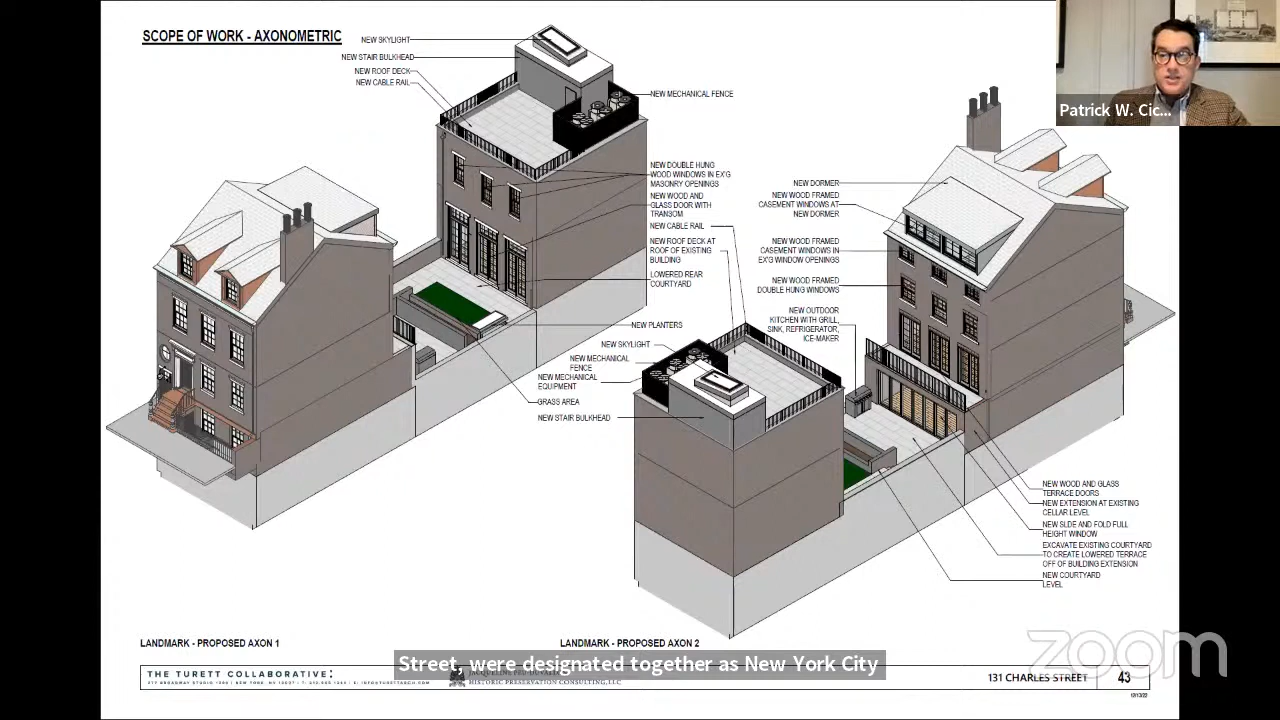 SCOPE OF WORK - AXONOMETRIC
NEW SKYLIGHT
NEW STAIR BULKHEAD
NEW ROOF DECK
NEW CABLE RAIL
NEW MECHANICAL FENCE
NEW DOUBLE HUNG
WOOD WINDOWS IN EX'G
MASONRY OPENINGS
NEW WOOD AND
GLASS DOOR WITH
TRANSOM
NEW CABLE RAIL
NEW ROOF DECK AT
ROOF OF EXISTING
BUILDING
LOWERED REAR
COURTYARD
NEW PLANTERS
NEW SKYLIGHT
NEW MECHANICAL
FENCE
NEW MECHANICAL
EQUIPMENT
GRASS AREA
NEW STAIR BULKHEAD
NEW DORMER
NEW WOOD FRAMED
CASEMENT WINDOWS AT
NEW DORMER
NEW WOOD FRAMED
CASEMENT WINDOWS IN
EX'G WINDOW OPENINGS
NEW WOOD FRAMED
DOUBLE HUNG WINDOWS
NEW OUTDOOR
KITCHEN WITH GRILL,
SINK, REFRIGERATOR,
ICE-MAKER
NEW WOOD AND GLASS
TERRACE DOORS
NEW EXTENSION AT EXISTING
CELLAR LEVEL
NEW SLDE AND FOLD FULL
HEIGHT WINDOW
EXCAVATE EXISTING COURTYARD
TO CREATE LOWERED TERRACE
OFF OF BUILDING EXTENSION
NEW COURTYARD
LEVEL
Patrick W. Cic...
LANDMARK - PROPOSED AXON 1
LANDMARK - PROPOSED AXON 2
Street, were designated together as New York City
THE TURETT COLLABORATIVE:
HISTORIC PRESERVATION CONSULTING, LLC
131 CHARLES STREET
43
12/13/22
zoom